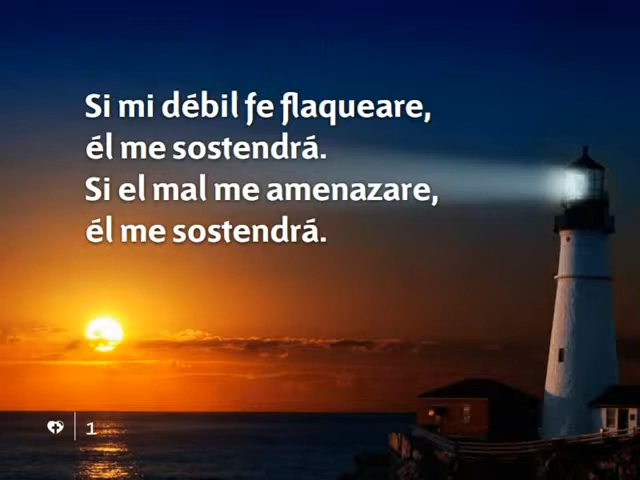 Si mi débil fe flaqueare,
él me sostendrá.
Si el mal me amenazare,
él me sostendrá.
1